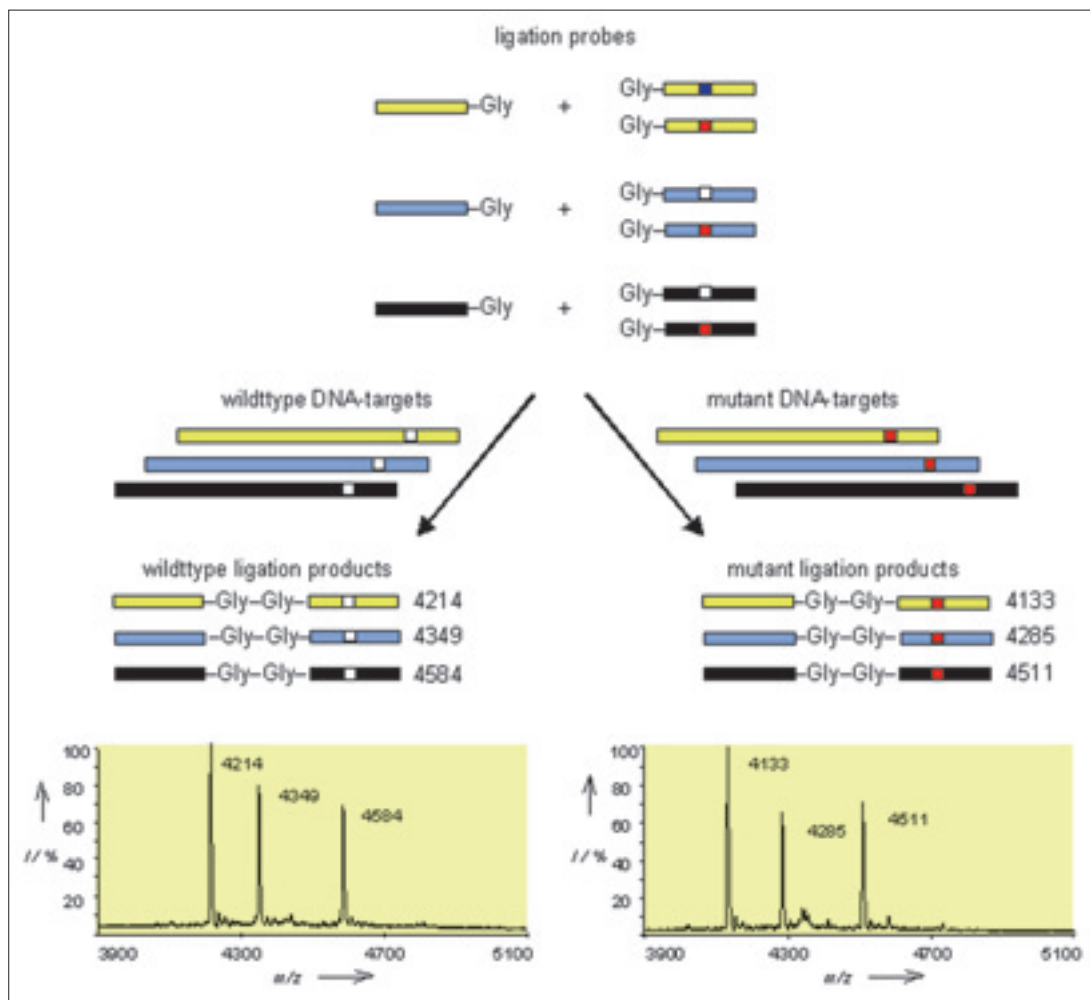 ligation probes
Gly
+
Gly
Gly
Gly
+
Gly
Gly
Gly
+
Gly
Gly
wildttype DNA-targets
mutant DNA-targets
wildttype ligation products
Gly-Gly 4214
Gly-Gly 4349
Gly-Gly 4584
mutant ligation products
Gly-Gly 4133
Gly-Gly 4285
Gly-Gly 4511
100
80
60
40
20
I / %
4214
4349
4584
3900 4300 4700 5100
m/z
100
80
60
40
20
I / %
4133
4285
4511
3900 4300 4700 5100
m/z